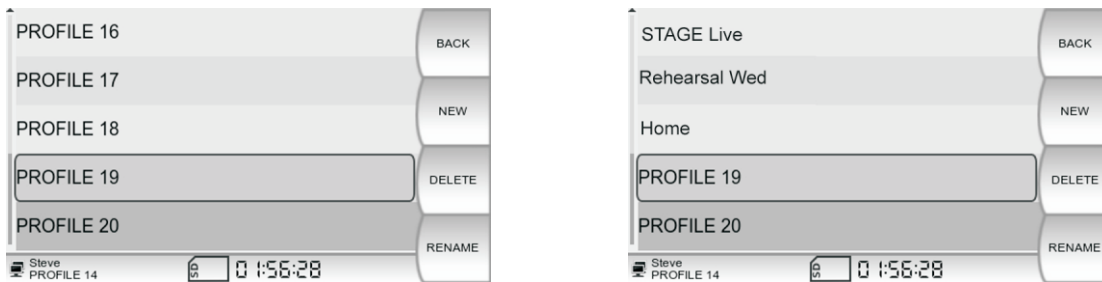 PROFILE 16
PROFILE 17
PROFILE 18
PROFILE 19
PROFILE 20
BACK
NEW
DELETE
RENAME
Steve
PROFILE 14
SD
01:56:28
STAGE Live
Rehearsal Wed
Home
PROFILE 19
PROFILE 20
BACK
NEW
DELETE
RENAME
Steve
PROFILE 14
SD
01:56:28